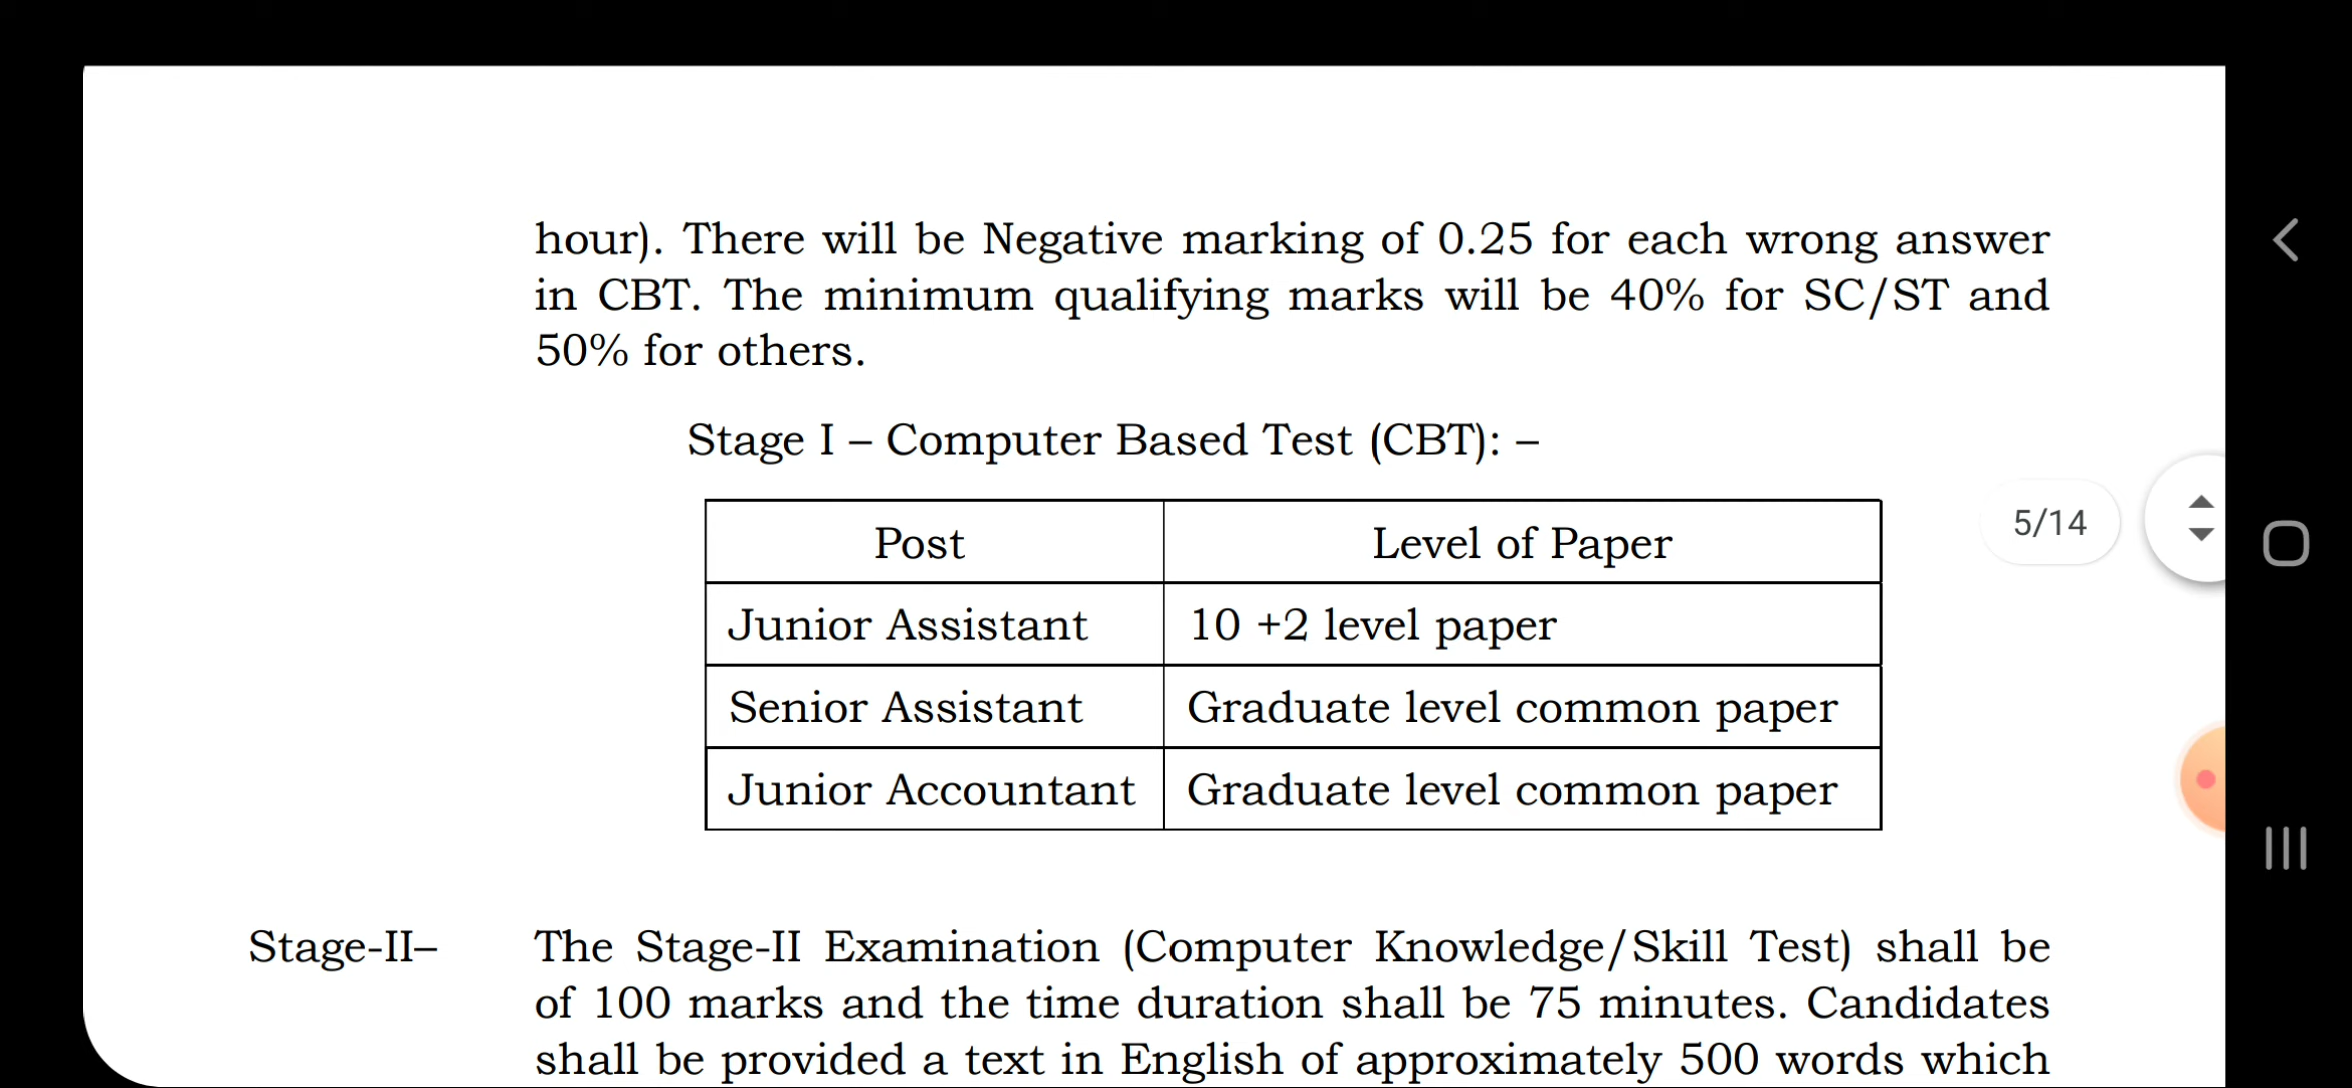 hour). There will be Negative marking of 0.25 for each wrong answer
in CBT. The minimum qualifying marks will be 40% for SC/ST and
50% for others.
Stage I – Computer Based Test (CBT): –
Post Level of Paper
5/14
Junior Assistant 10 +2 level paper
Senior Assistant Graduate level common paper
Junior Accountant Graduate level common paper
Stage-II– The Stage-II Examination (Computer Knowledge/Skill Test) shall be
of 100 marks and the time duration shall be 75 minutes. Candidates
shall be provided a text in English of approximately 500 words which